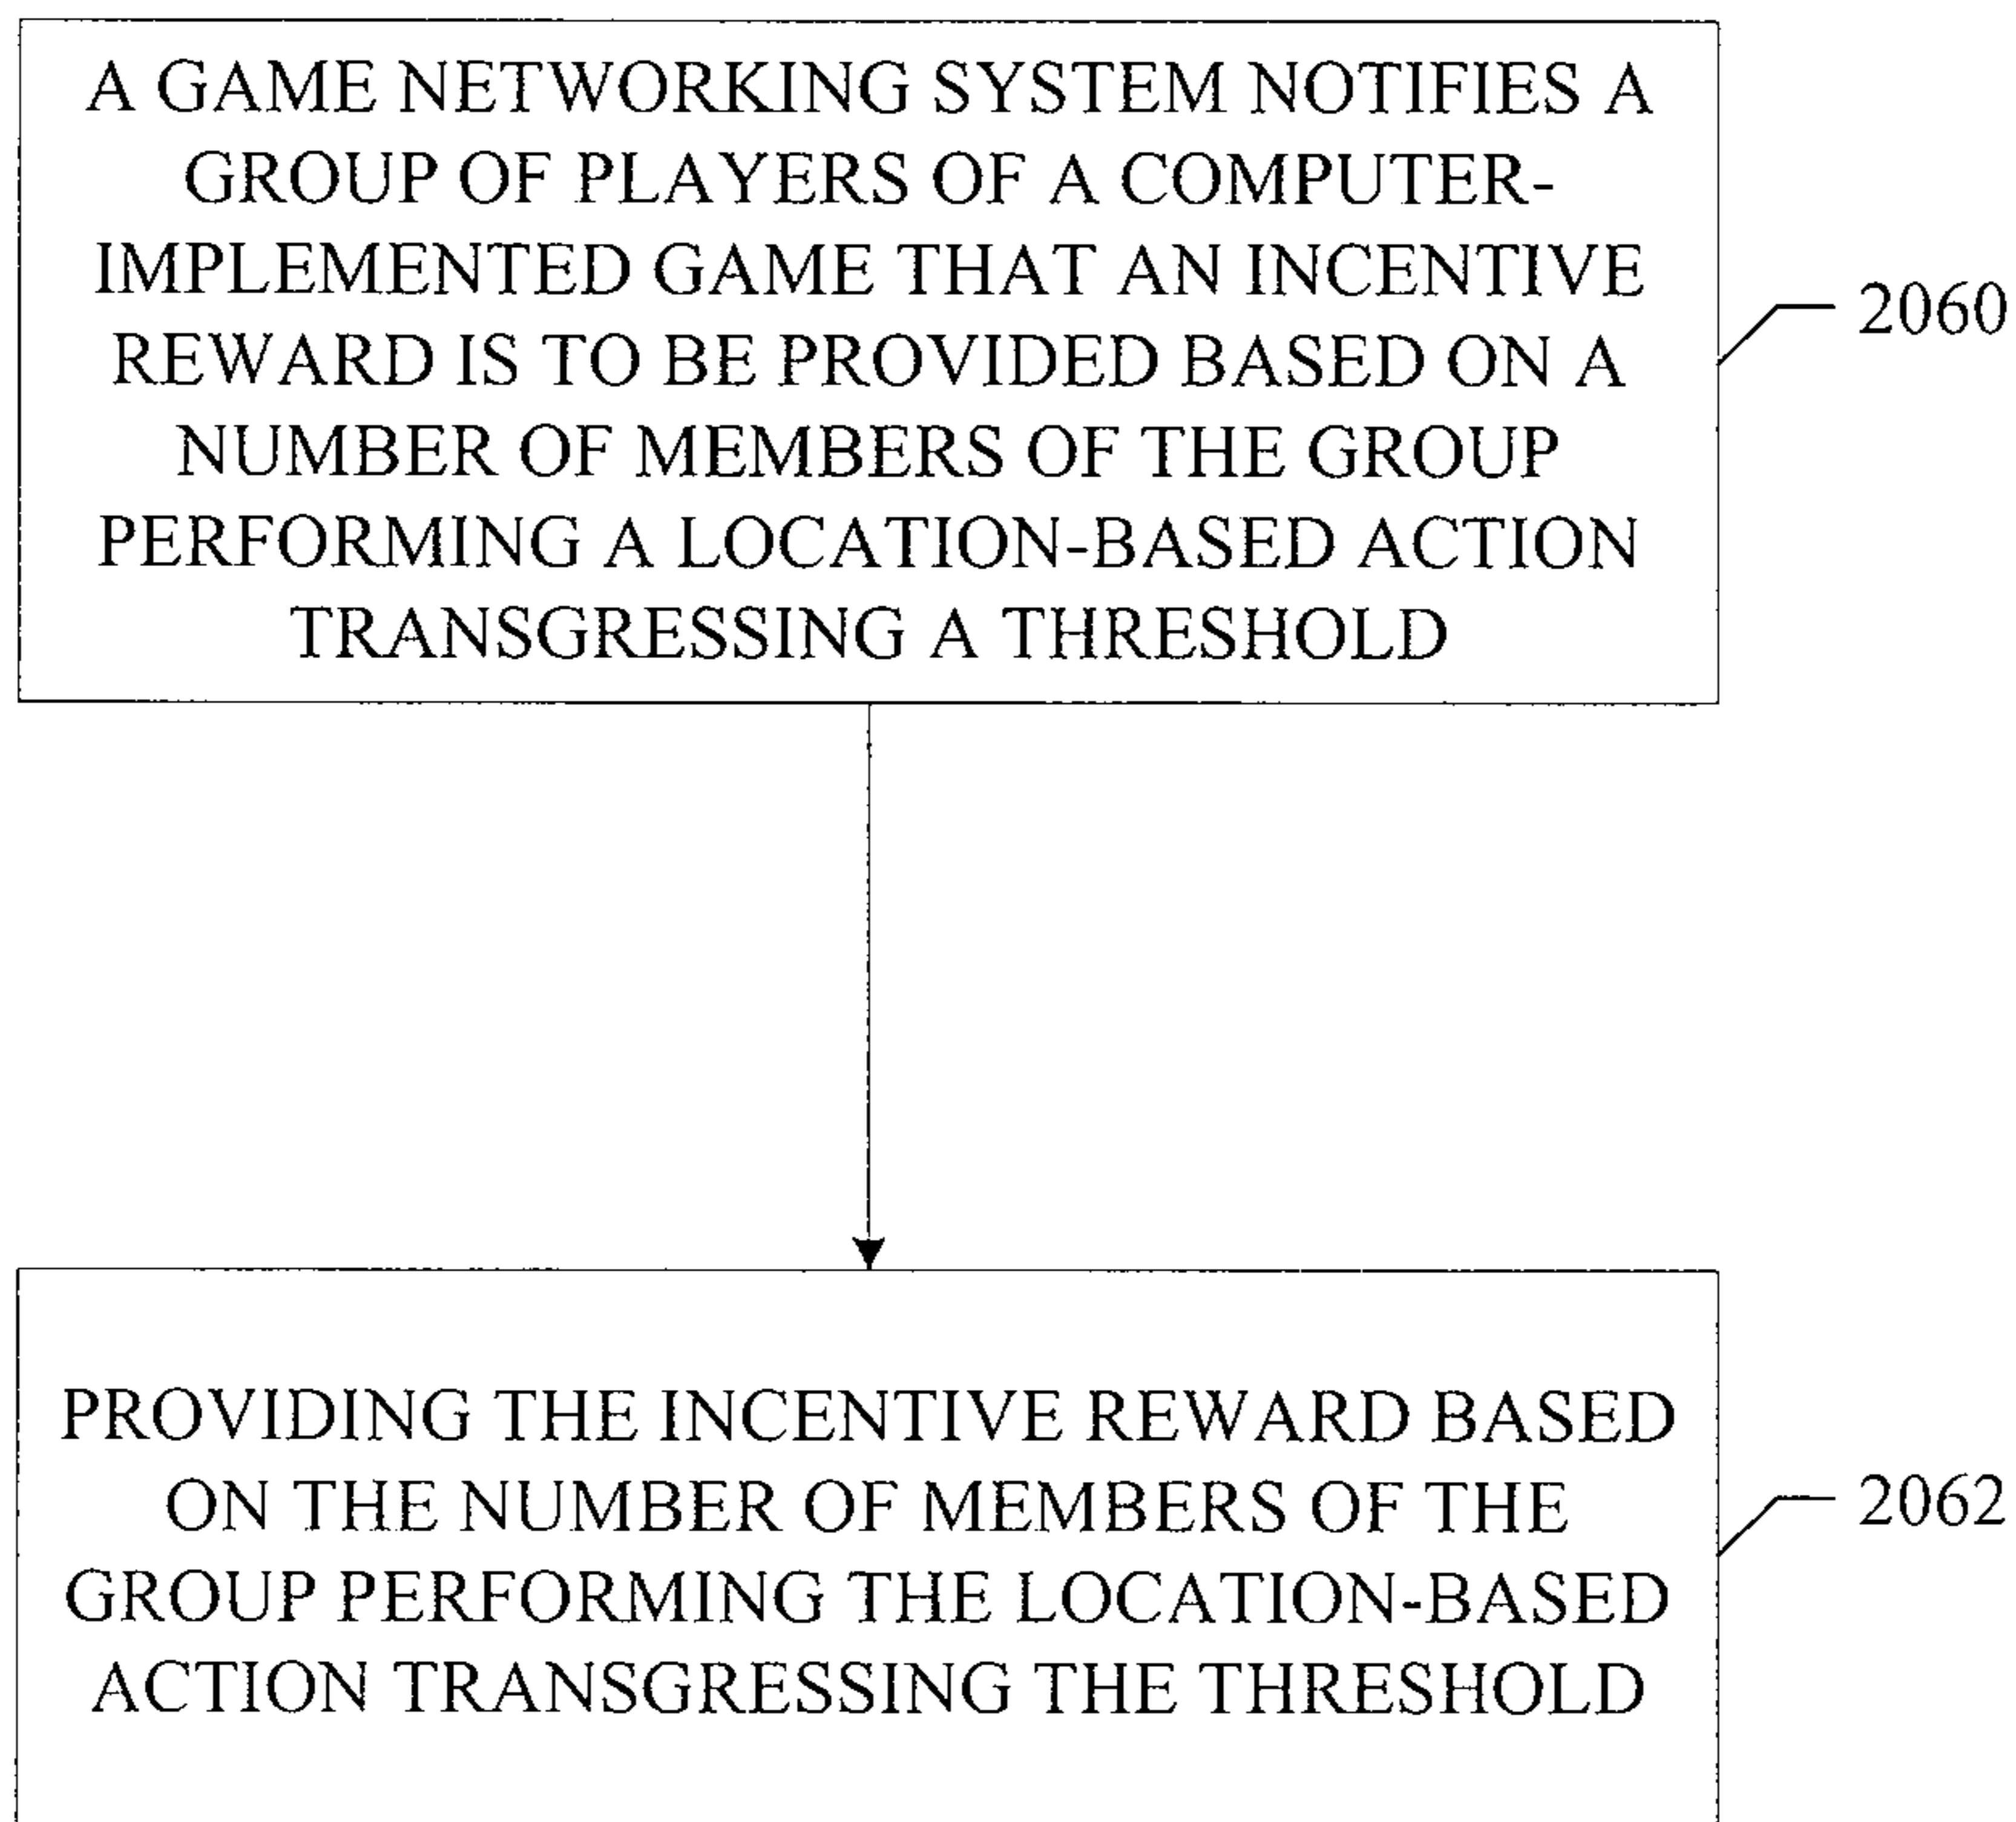 A GAME NETWORKING SYSTEM NOTIFIES A
GROUP OF PLAYERS OF A COMPUTER-
IMPLEMENTED GAME THAT AN INCENTIVE
REWARD IS TO BE PROVIDED BASED ON A
NUMBER OF MEMBERS OF THE GROUP
PERFORMING A LOCATION-BASED ACTION
TRANSGRESSING A THRESHOLD
2060
PROVIDING THE INCENTIVE REWARD BASED
ON THE NUMBER OF MEMBERS OF THE
GROUP PERFORMING THE LOCATION-BASED
ACTION TRANSGRESSING THE THRESHOLD
2062